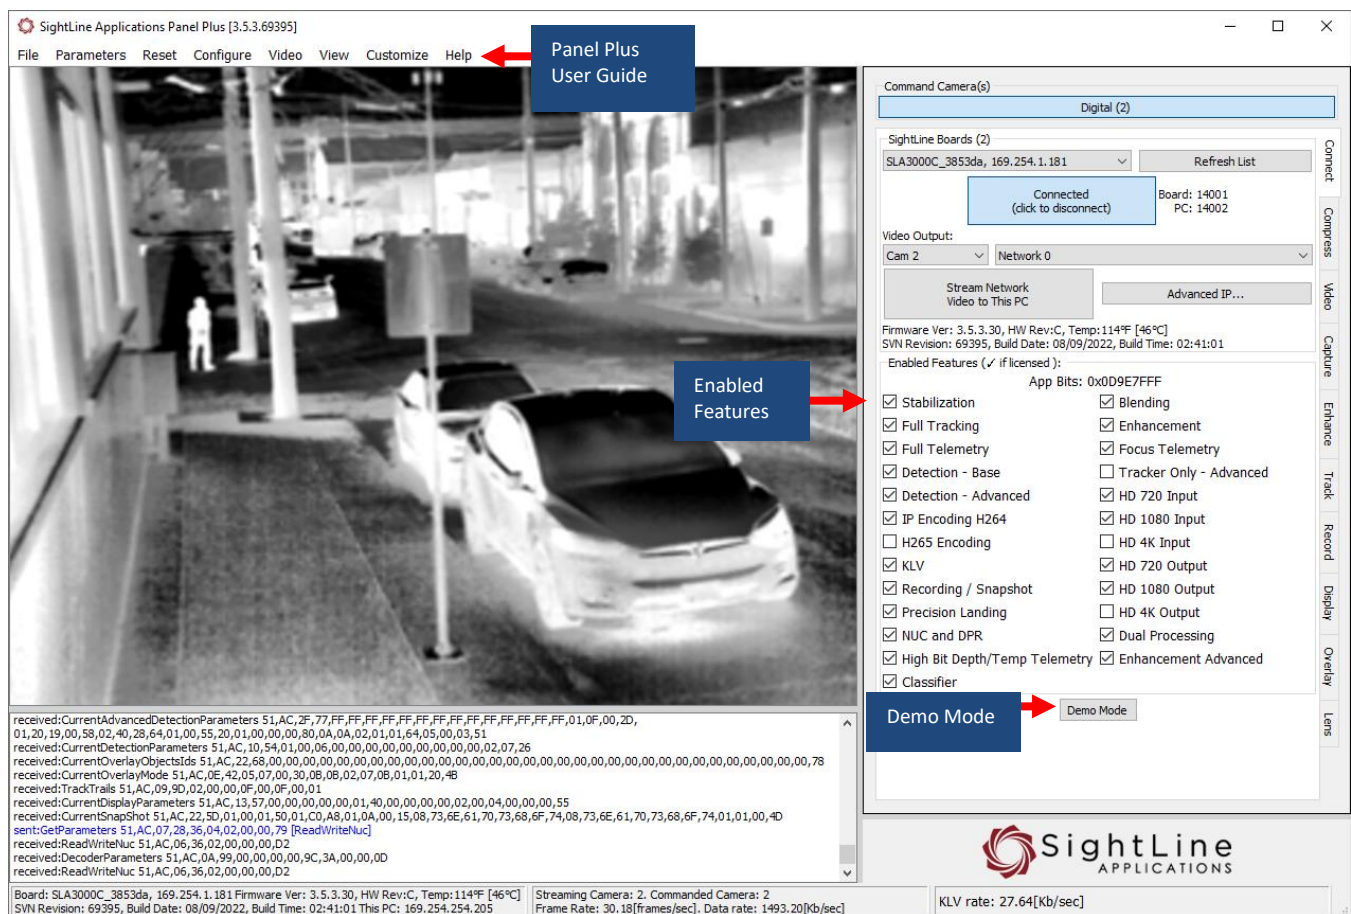 SightLine Applications Panel Plus [3.5.3.69395]
File Parameters Reset Configure Video View Customize Help
Panel Plus
User Guide
Command Camera(s)
Digital (2)
SightLine Boards (2)
SLA3000C_3853da, 169.254.1.181
Refresh List
Connected
(click to disconnect)
Board: 14001
PC: 14002
Video Output:
Cam 2
Network 0
Stream Network
Video to This PC
Advanced IP...
Firmware Ver: 3.5.3.30, HW Rev:C, Temp:114°F [46°C]
SVN Revision: 69395, Build Date: 08/09/2022, Build Time: 02:41:01
Enabled Features (✓ if licensed ):
App Bits: 0x0D9E7FFF
Enabled
Features
Stabilization
Blending
Full Tracking
Enhancement
Full Telemetry
Focus Telemetry
Detection - Base
Tracker Only - Advanced
Detection - Advanced
HD 720 Input
IP Encoding H264
HD 1080 Input
H265 Encoding
HD 4K Input
KLV
HD 720 Output
Recording / Snapshot
HD 1080 Output
Precision Landing
HD 4K Output
NUC and DPR
Dual Processing
High Bit Depth/Temp Telemetry
Enhancement Advanced
Classifier
Demo Mode
Demo Mode
Connect
Compress
Video
Capture
Enhance
Track
Record
Display
Overlay
Lens
received:CurrentAdvancedDetectionParameters 51,AC,2F,77,FF,FF,FF,FF,FF,FF,FF,FF,FF,FF,FF,FF,FF,FF,01,0F,00,2D,
01,20,19,00,58,02,40,28,64,01,00,55,20,01,00,00,00,80,0A,0A,02,01,01,64,05,00,03,51
received:CurrentDetectionParameters 51,AC,10,54,01,00,06,00,00,00,00,00,00,00,00,00,02,07,26
received:CurrentOverlayObjectsIds 51,AC,22,68,00,00,00,00,00,00,00,00,00,00,00,00,00,00,00,00,00,00,00,00,00,00,00,00,00,00,00,00,78
received:CurrentOverlayMode 51,AC,0E,42,05,07,00,30,0B,0B,02,07,0B,01,01,20,4B
received:TrackTrails 51,AC,09,9D,02,00,00,0F,00,0F,00,01
received:CurrentDisplayParameters 51,AC,13,57,00,00,00,00,00,01,40,00,00,00,00,02,00,04,00,00,00,55
received:CurrentSnapShot 51,AC,22,5D,01,00,01,50,01,C0,A8,01,0A,00,15,08,73,6E,61,70,73,68,6F,74,08,73,6E,61,70,73,68,6F,74,01,01,00,4D
sent:GetParameters 51,AC,07,28,36,04,02,00,00,79 [ReadWriteNuc]
received:ReadWriteNuc 51,AC,06,36,02,00,00,00,D2
received:DecoderParameters 51,AC,0A,99,00,00,00,00,9C,3A,00,00,0D
received:ReadWriteNuc 51,AC,06,36,02,00,00,00,D2
SightLine
APPLICATIONS
Board: SLA3000C_3853da, 169.254.1.181 Firmware Ver: 3.5.3.30, HW Rev:C, Temp:114°F [46°C]
SVN Revision: 69395, Build Date: 08/09/2022, Build Time: 02:41:01 This PC: 169.254.254.205
Streaming Camera: 2. Commanded Camera: 2
Frame Rate: 30.18[frames/sec]. Data rate: 1493.20[Kb/sec]
KLV rate: 27.64[Kb/sec]